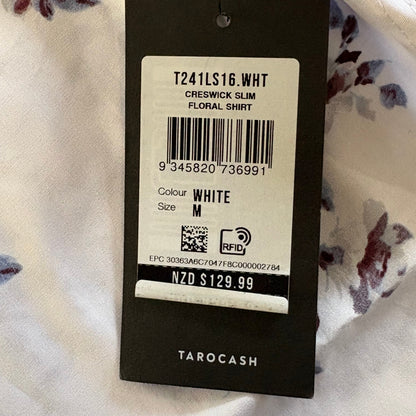 T241LS16.WHT
CRESWICK SLIM
FLORAL SHIRT
9 345820 736991
Colour WHITE
Size M
RFID
EPC 30363A6C7047F8C000002784
NZD $129.99
TAROCASH